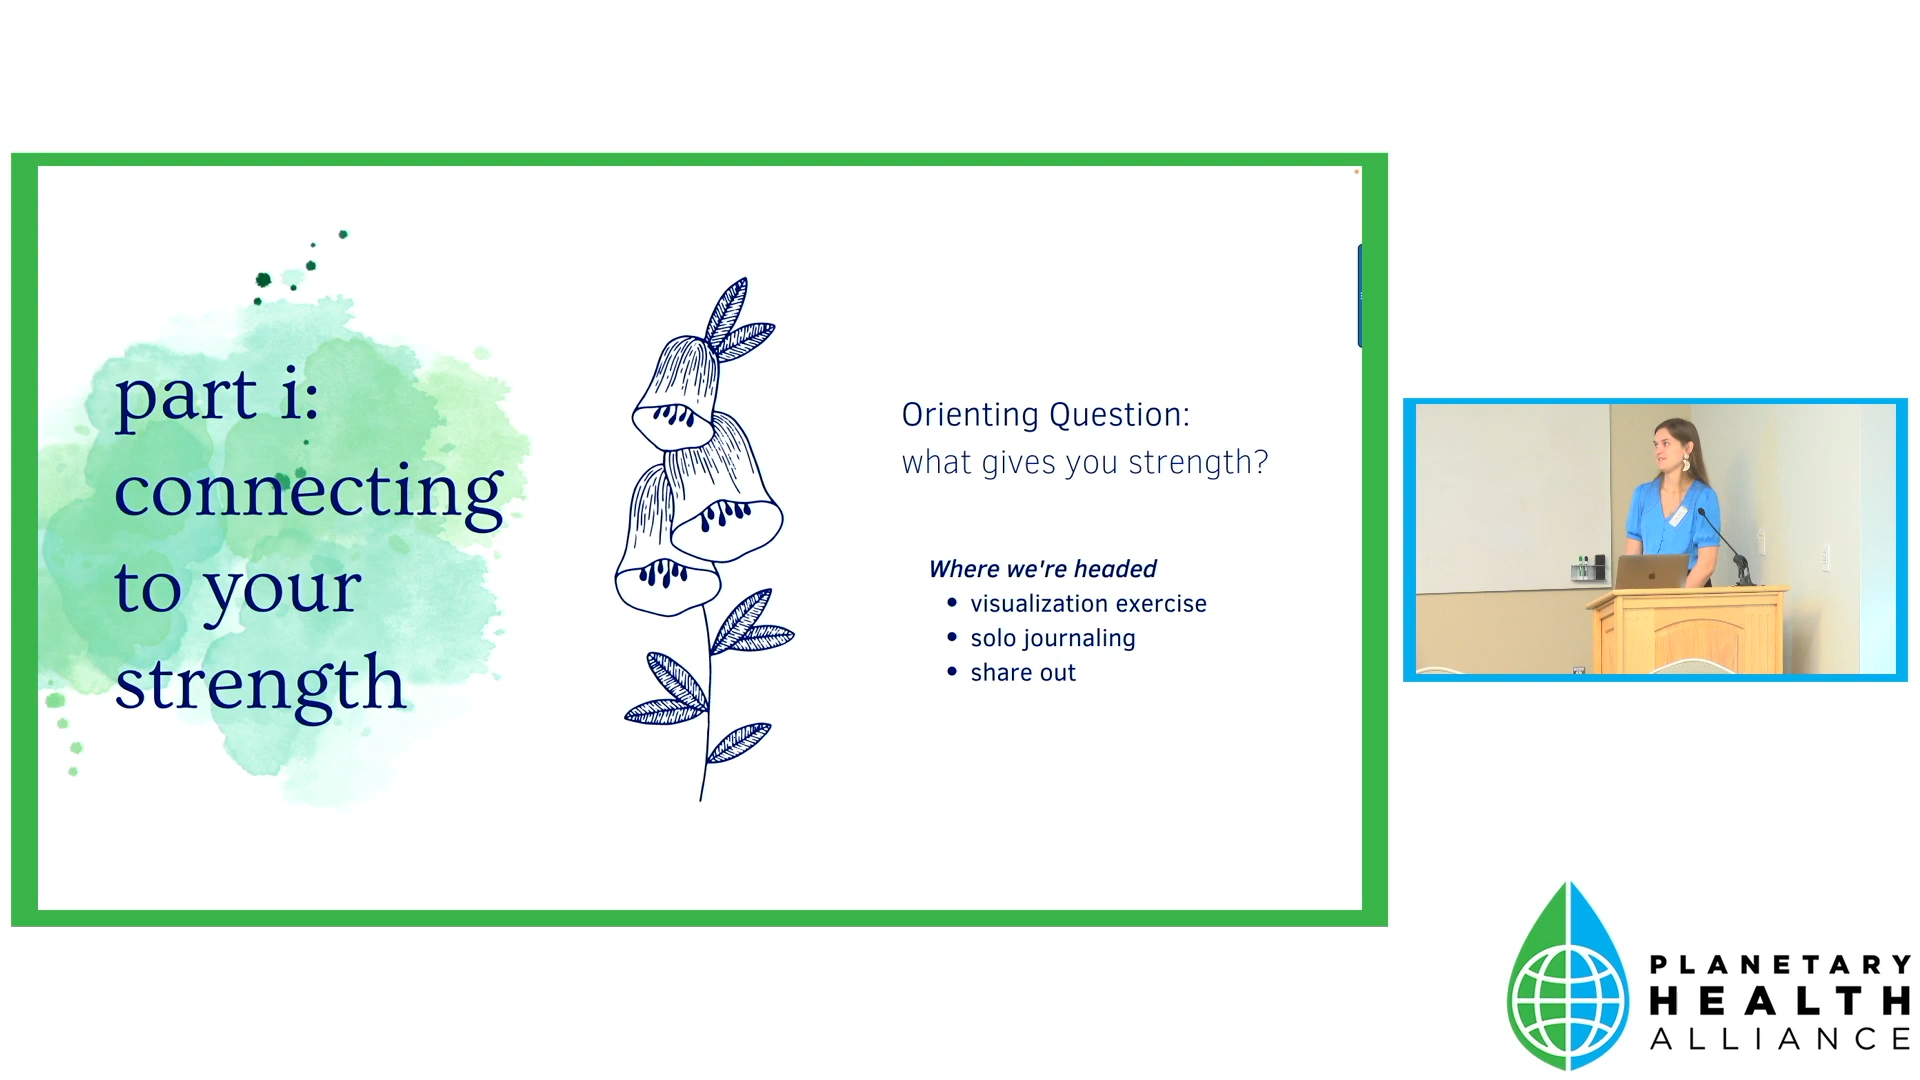 part i:
connecting
to your
strength
Orienting Question:
what gives you strength?
Where we're headed
• visualization exercise
• solo journaling
• share out
PLANETARY
HEALTH
ALLIANCE